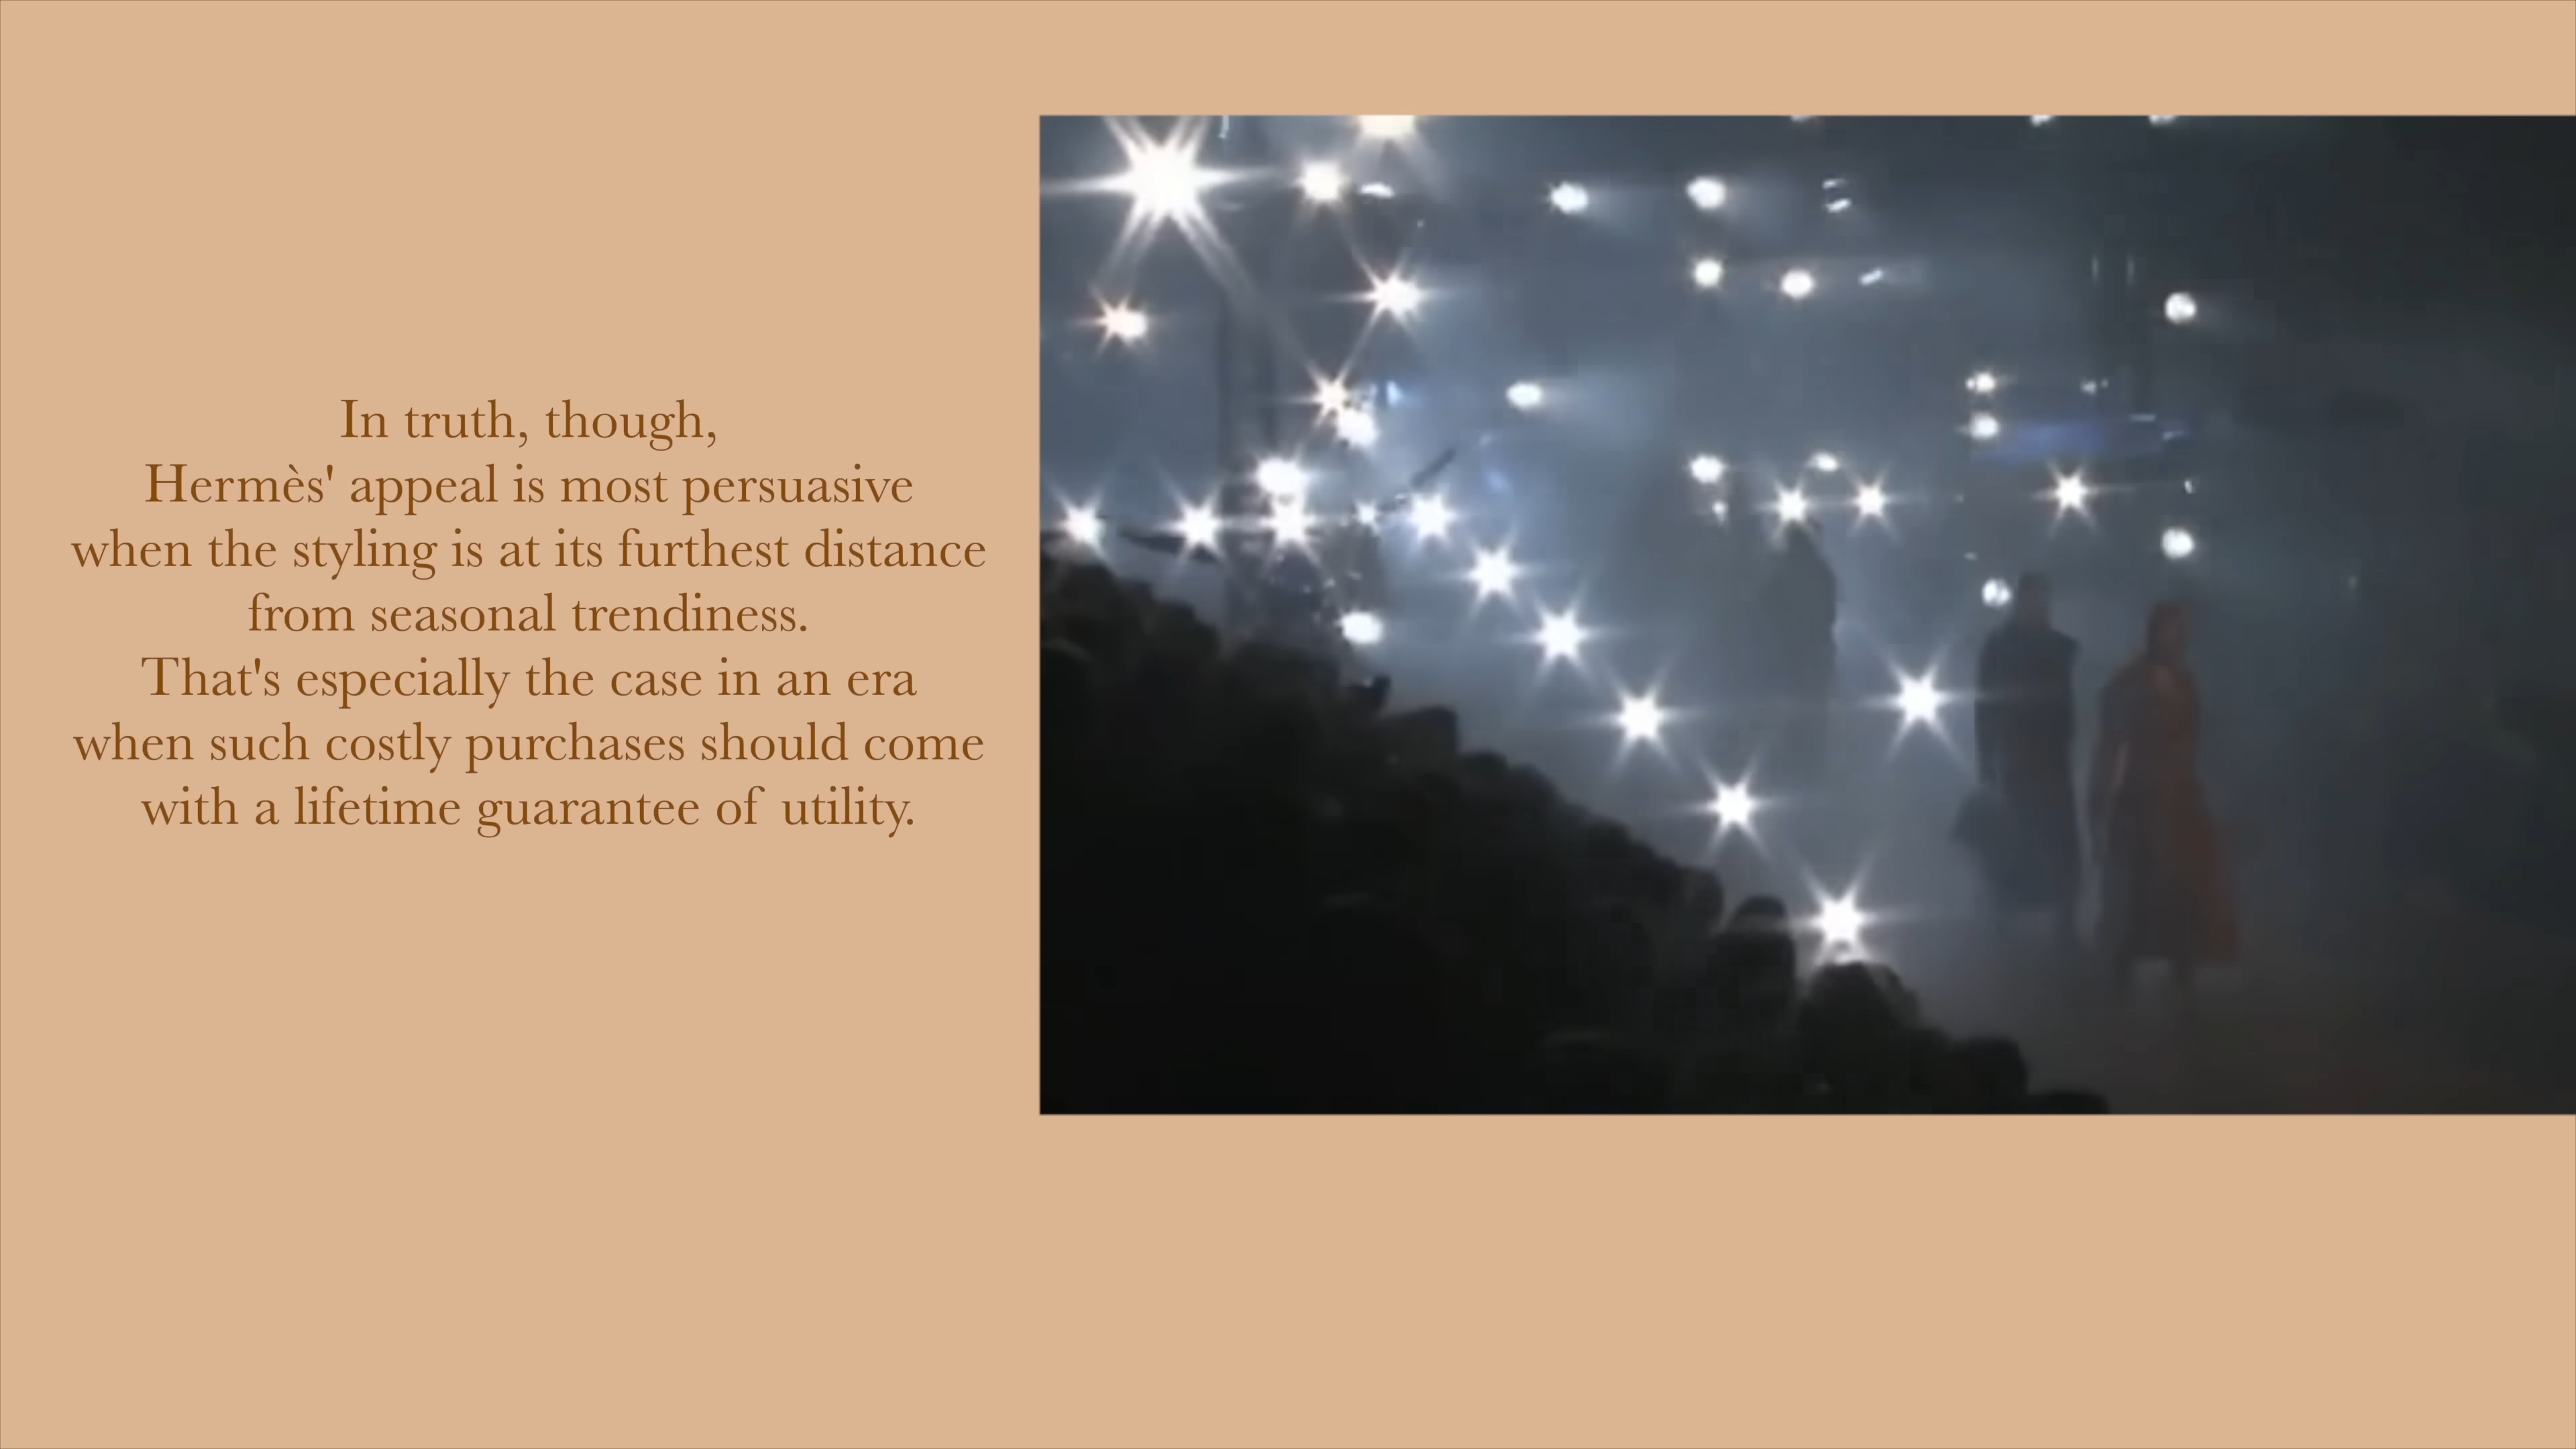 In truth, though,
Hermès' appeal is most persuasive
when the styling is at its furthest distance
from seasonal trendiness.
That's especially the case in an era
when such costly purchases should come
with a lifetime guarantee of utility.